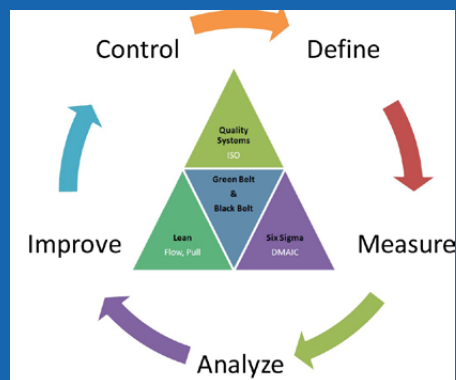 Control
Define
Quality
Systems
ISO
Green Belt
&
Black Belt
Lean
Flow, Pull
Six Sigma
DMAIC
Improve
Measure
Analyze